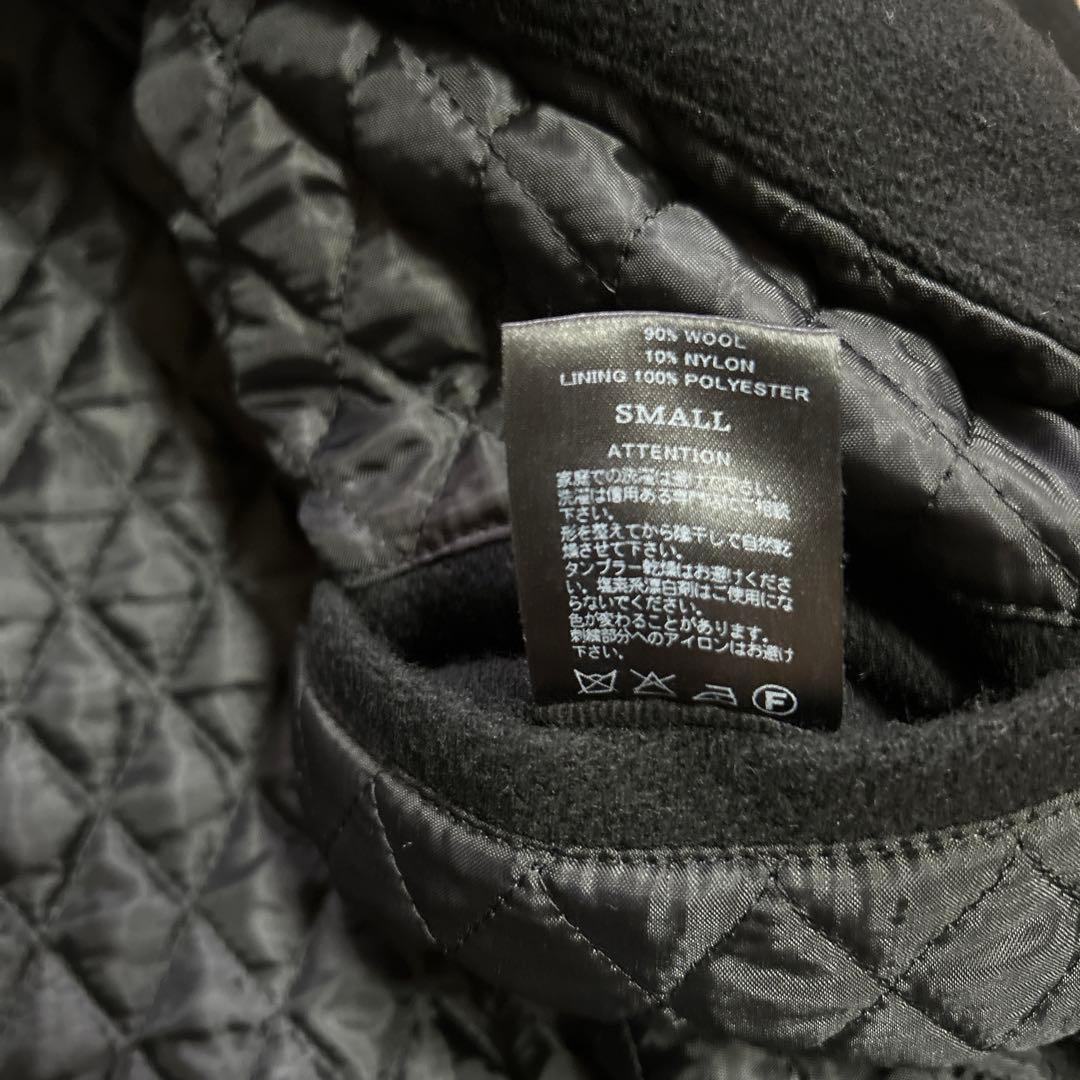 90% WOOL
10% NYLON
LINING 100% POLYESTER
SMALL
ATTENTION
家庭での洗濯は避けて下さい。
洗濯は信用ある専門店でご相談
下さい。
形を整えてから陰干しで自然乾
燥させて下さい。
タンブラー乾燥はお避けくださ
い。塩素系漂白剤はご使用にな
らないでください。
色が変わることがあります。
刺繍部分へのアイロンはお避け
下さい。
F